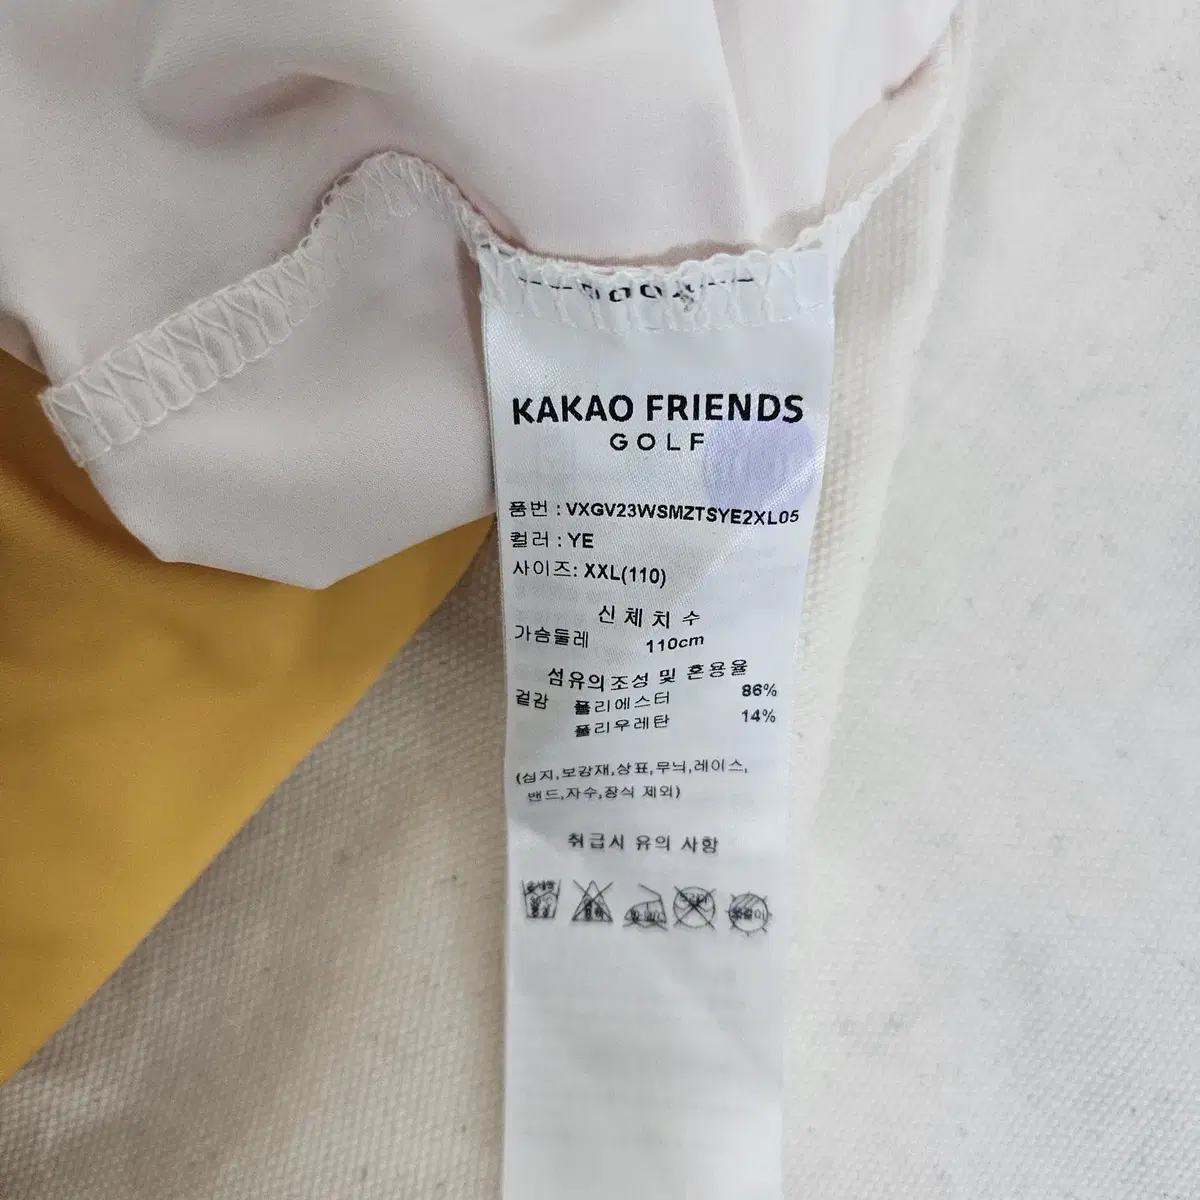 KAKAO FRIENDS
GOLF
품번 : VXGV23WSMZTSYE2XL05
컬러 : YE
사이즈: XXL(110)
신체치수
가슴둘레 110cm
섬유의조성 및 혼용율
겉감 폴리에스터 86%
폴리우레탄 14%
(심지,보강재,상표,무늬,레이스,
밴드,자수,장식 제외)
취급시 유의 사항